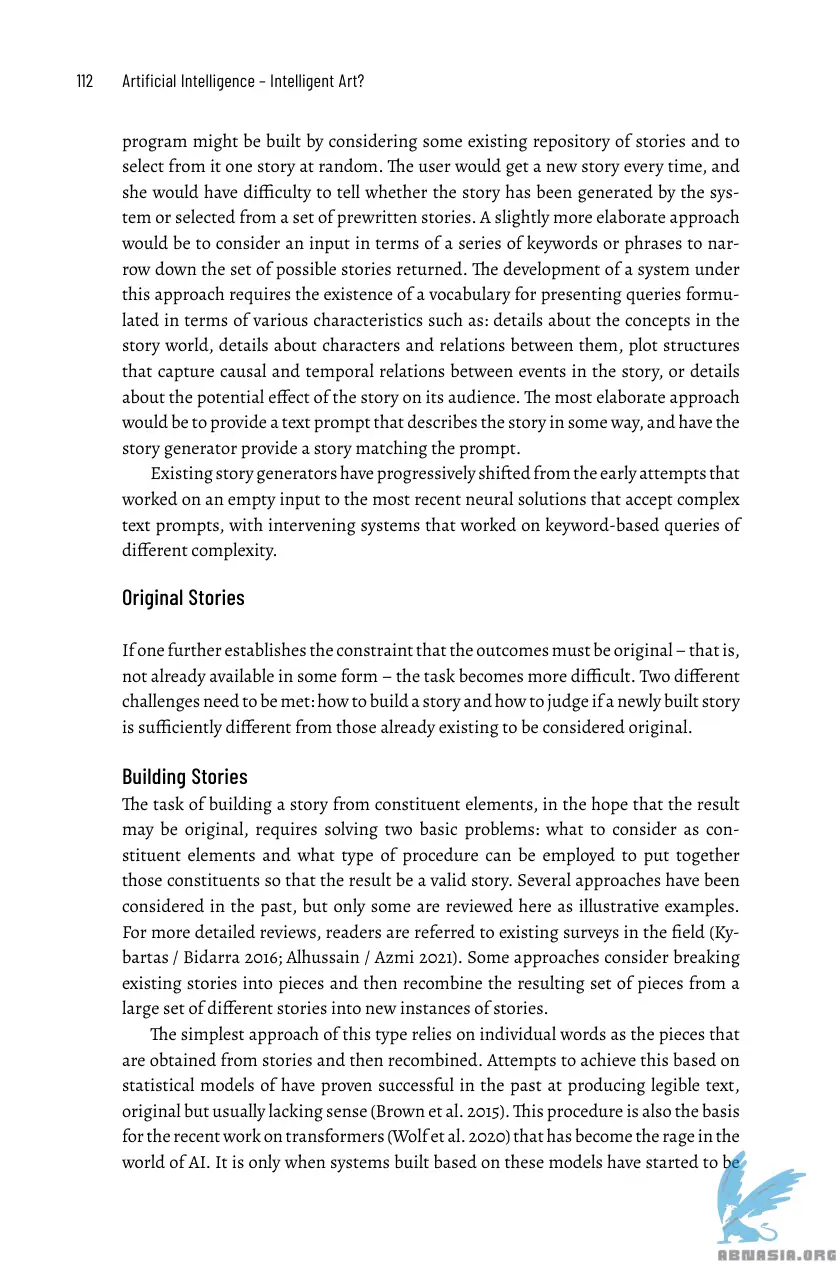 112 Artificial Intelligence – Intelligent Art?
program might be built by considering some existing repository of stories and to
select from it one story at random. The user would get a new story every time, and
she would have difficulty to tell whether the story has been generated by the sys-
tem or selected from a set of prewritten stories. A slightly more elaborate approach
would be to consider an input in terms of a series of keywords or phrases to nar-
row down the set of possible stories returned. The development of a system under
this approach requires the existence of a vocabulary for presenting queries formu-
lated in terms of various characteristics such as: details about the concepts in the
story world, details about characters and relations between them, plot structures
that capture causal and temporal relations between events in the story, or details
about the potential effect of the story on its audience. The most elaborate approach
would be to provide a text prompt that describes the story in some way, and have the
story generator provide a story matching the prompt.
Existing story generators have progressively shifted from the early attempts that
worked on an empty input to the most recent neural solutions that accept complex
text prompts, with intervening systems that worked on keyword-based queries of
different complexity.
Original Stories
If one further establishes the constraint that the outcomes must be original – that is,
not already available in some form – the task becomes more difficult. Two different
challenges need to be met: how to build a story and how to judge if a newly built story
is sufficiently different from those already existing to be considered original.
Building Stories
The task of building a story from constituent elements, in the hope that the result
may be original, requires solving two basic problems: what to consider as con-
stituent elements and what type of procedure can be employed to put together
those constituents so that the result be a valid story. Several approaches have been
considered in the past, but only some are reviewed here as illustrative examples.
For more detailed reviews, readers are referred to existing surveys in the field (Ky-
bartas / Bidarra 2016; Alhussain / Azmi 2021). Some approaches consider breaking
existing stories into pieces and then recombine the resulting set of pieces from a
large set of different stories into new instances of stories.
The simplest approach of this type relies on individual words as the pieces that
are obtained from stories and then recombined. Attempts to achieve this based on
statistical models of have proven successful in the past at producing legible text,
original but usually lacking sense (Brown et al. 2015). This procedure is also the basis
for the recent work on transformers (Wolf et al. 2020) that has become the rage in the
world of AI. It is only when systems built based on these models have started to be
ABNASIA.ORG